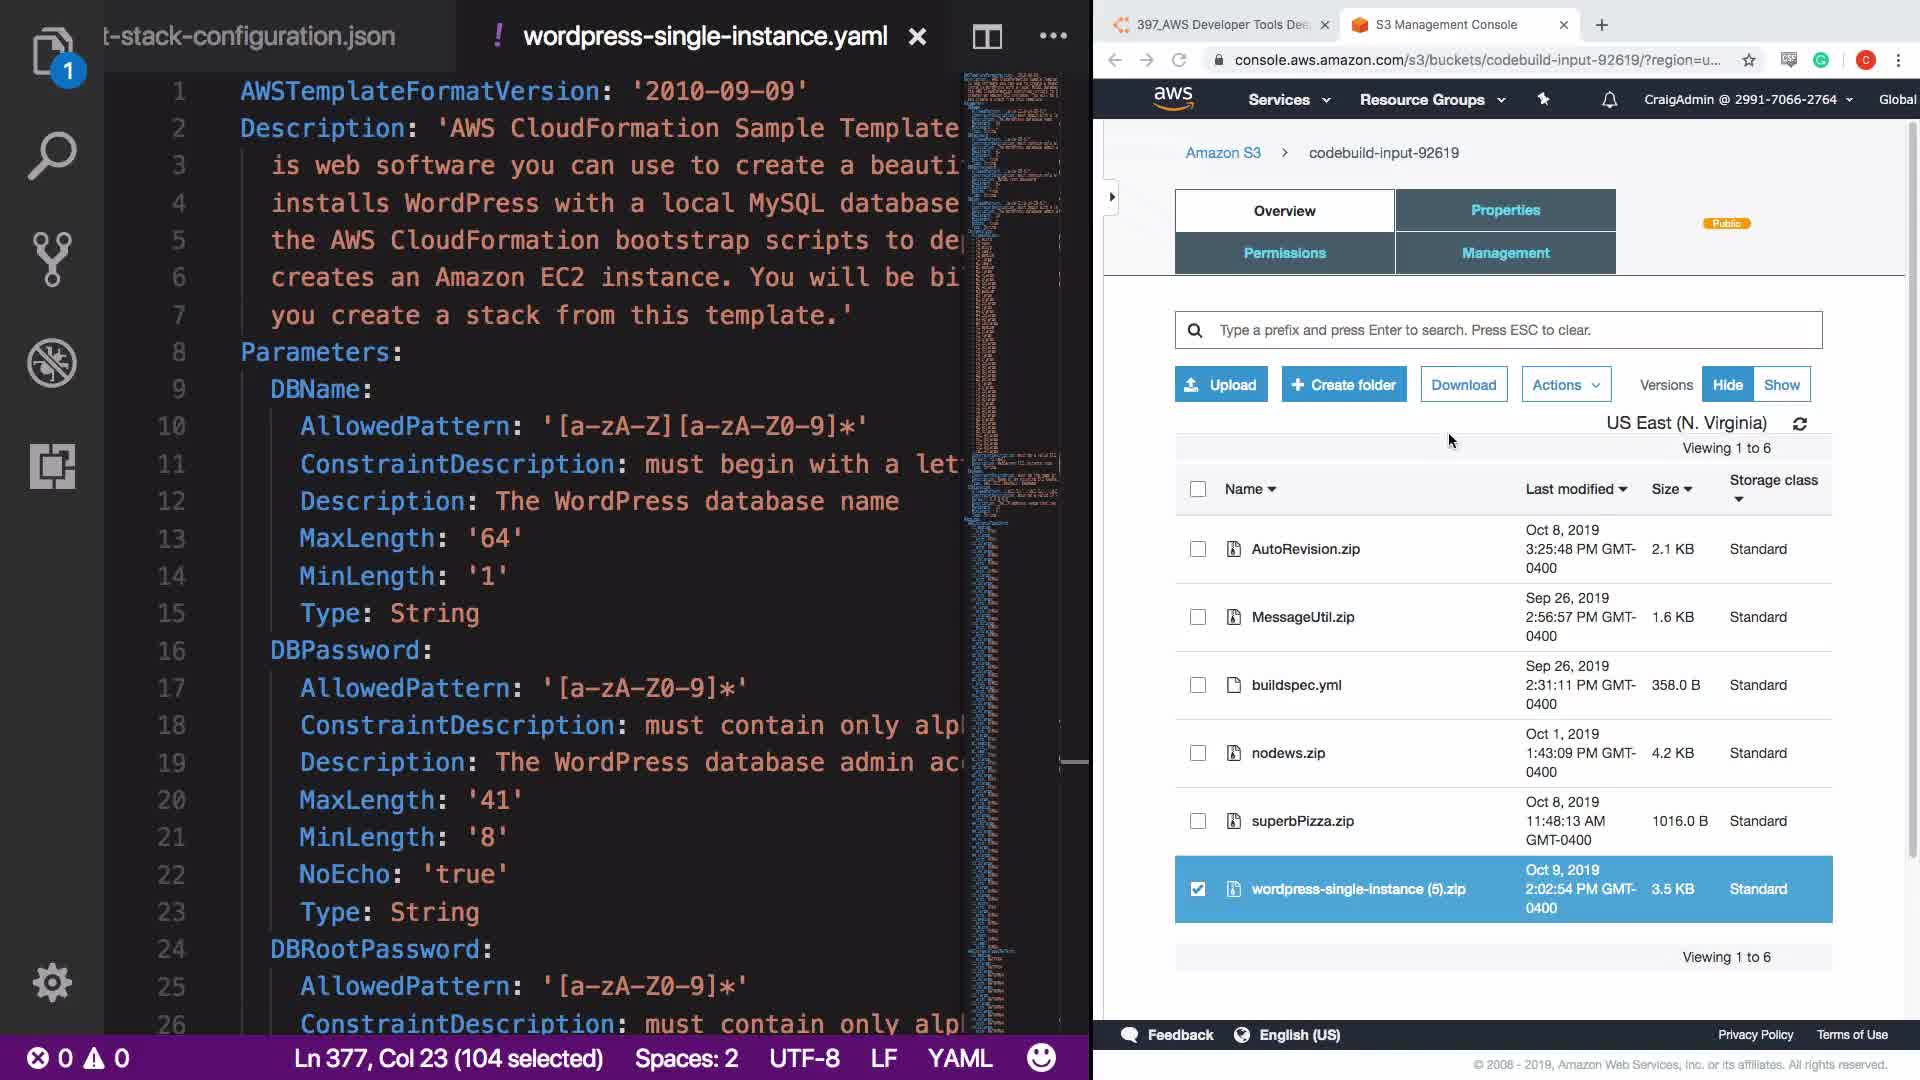 t-stack-configuration.json
! wordpress-single-instance.yaml
1
1 AWSTemplateFormatVersion: '2010-09-09'
2 Description: 'AWS CloudFormation Sample Template
3 is web software you can use to create a beauti
4 installs WordPress with a local MySQL database
5 the AWS CloudFormation bootstrap scripts to de
6 creates an Amazon EC2 instance. You will be bi
7 you create a stack from this template.'
8 Parameters:
9 DBName:
10 AllowedPattern: '[a-zA-Z][a-zA-Z0-9]*'
11 ConstraintDescription: must begin with a let
12 Description: The WordPress database name
13 MaxLength: '64'
14 MinLength: '1'
15 Type: String
16 DBPassword:
17 AllowedPattern: '[a-zA-Z0-9]*'
18 ConstraintDescription: must contain only alp
19 Description: The WordPress database admin ac
20 MaxLength: '41'
21 MinLength: '8'
22 NoEcho: 'true'
23 Type: String
24 DBRootPassword:
25 AllowedPattern: '[a-zA-Z0-9]*'
26 ConstraintDescription: must contain only alp
0 0 Ln 377, Col 23 (104 selected) Spaces: 2 UTF-8 LF YAML
397_AWS Developer Tools Dee
S3 Management Console
console.aws.amazon.com/s3/buckets/codebuild-input-92619/?region=u...
C
aws Services Resource Groups CraigAdmin @ 2991-7066-2764 Global
Amazon S3 > codebuild-input-92619
Overview
Properties
Permissions
Management
Public
Type a prefix and press Enter to search. Press ESC to clear.
Upload
+ Create folder
Download
Actions
Versions
Hide
Show
US East (N. Virginia)
Viewing 1 to 6
Name Last modified Size Storage class
AutoRevision.zip Oct 8, 2019 3:25:48 PM GMT-0400 2.1 KB Standard
MessageUtil.zip Sep 26, 2019 2:56:57 PM GMT-0400 1.6 KB Standard
buildspec.yml Sep 26, 2019 2:31:11 PM GMT-0400 358.0 B Standard
nodews.zip Oct 1, 2019 1:43:09 PM GMT-0400 4.2 KB Standard
superbPizza.zip Oct 8, 2019 11:48:13 AM GMT-0400 1016.0 B Standard
wordpress-single-instance (5).zip Oct 9, 2019 2:02:54 PM GMT-0400 3.5 KB Standard
Viewing 1 to 6
Feedback English (US) Privacy Policy Terms of Use
© 2008 - 2019, Amazon Web Services, Inc. or its affiliates. All rights reserved.